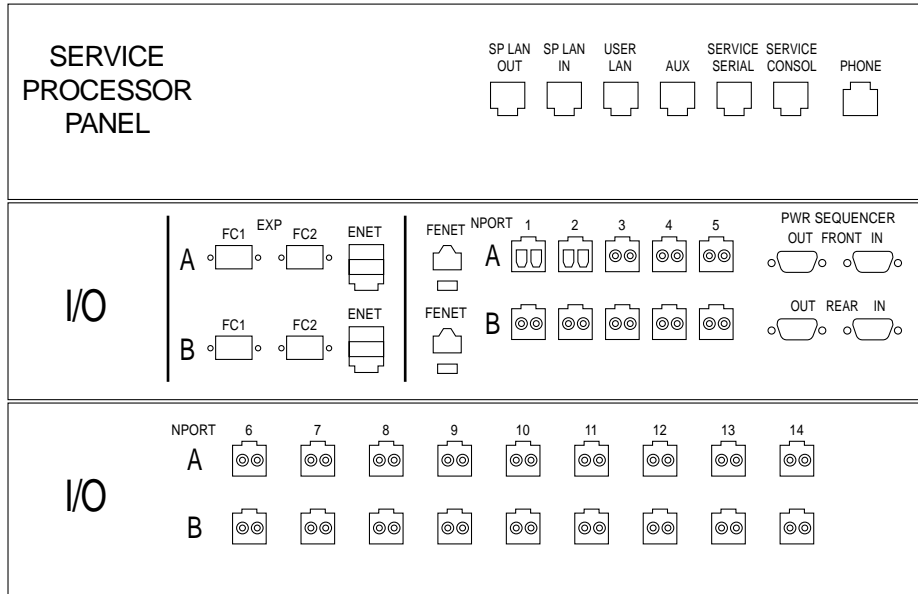 SERVICE
PROCESSOR
PANEL
SP LAN OUT
SP LAN IN
USER LAN
AUX
SERVICE SERIAL
SERVICE CONSOL
PHONE
I/O
EXP
A FC1 FC2 ENET
B FC1 FC2 ENET
FENET
FENET
NPORT 1 2 3 4 5
A
B
PWR SEQUENCER
OUT FRONT IN
OUT REAR IN
I/O
NPORT 6 7 8 9 10 11 12 13 14
A
B